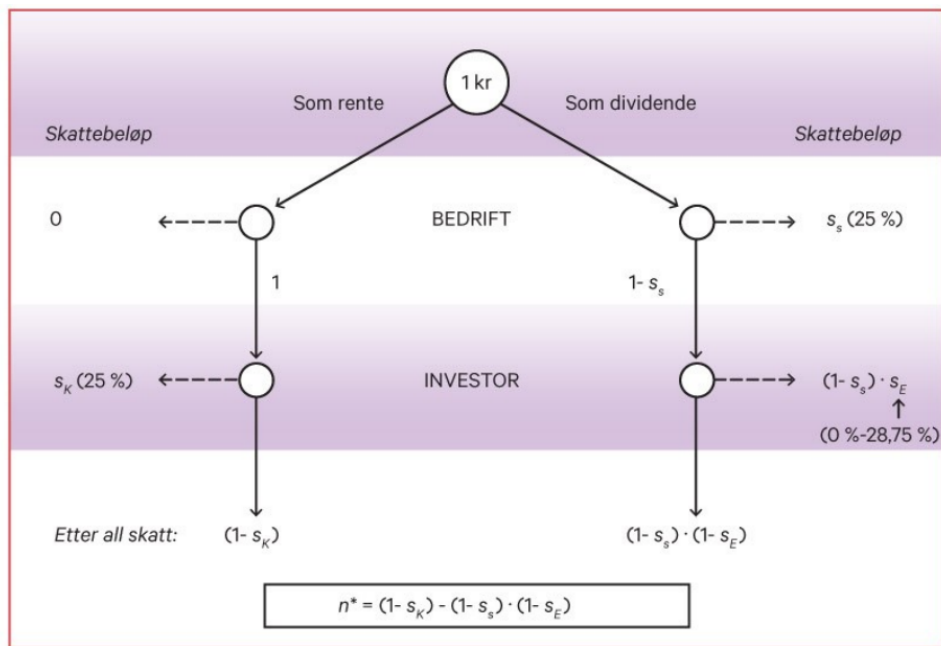 1 kr
Som rente Som dividende
Skattebeløp Skattebeløp
0 BEDRIFT s_s (25 %)
1 1- s_s
s_K (25 %) INVESTOR (1- s_s) · s_E
(0 %-28,75 %)
Etter all skatt: (1- s_K) (1- s_s) · (1- s_E)
n* = (1- s_K) - (1- s_s) · (1- s_E)